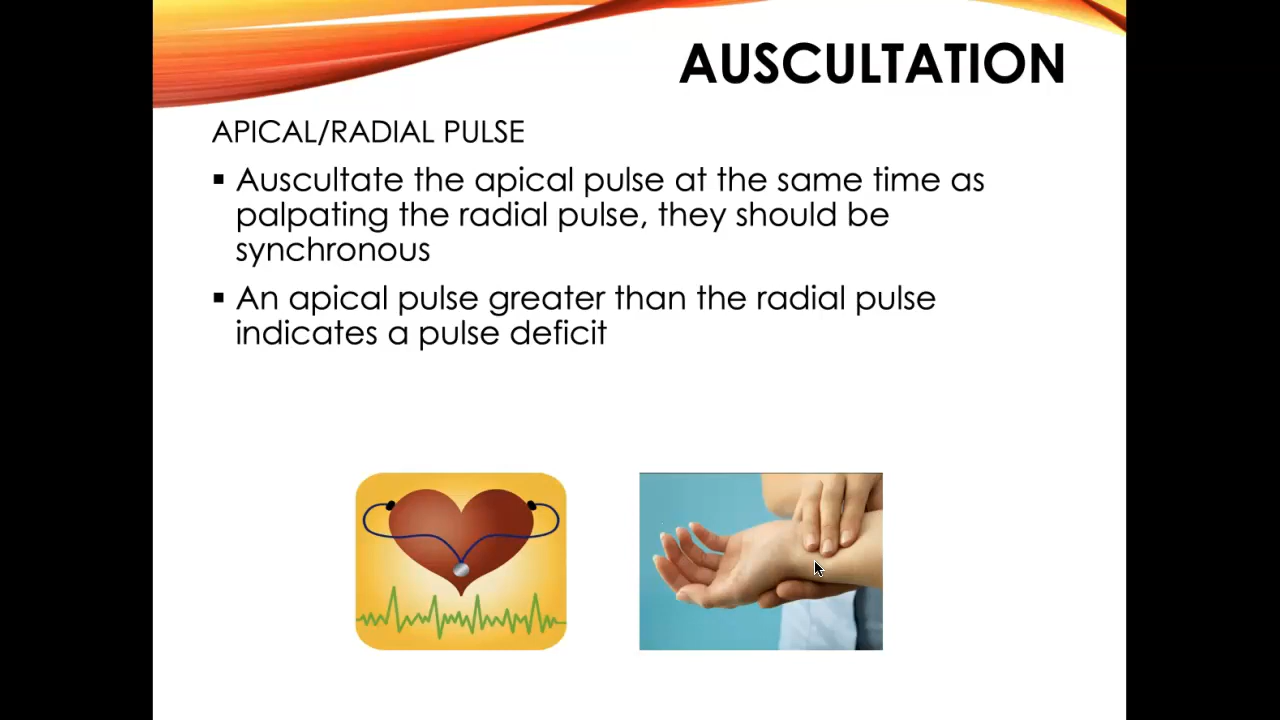 AUSCULTATION
APICAL/RADIAL PULSE
▪ Auscultate the apical pulse at the same time as
palpating the radial pulse, they should be
synchronous
▪ An apical pulse greater than the radial pulse
indicates a pulse deficit